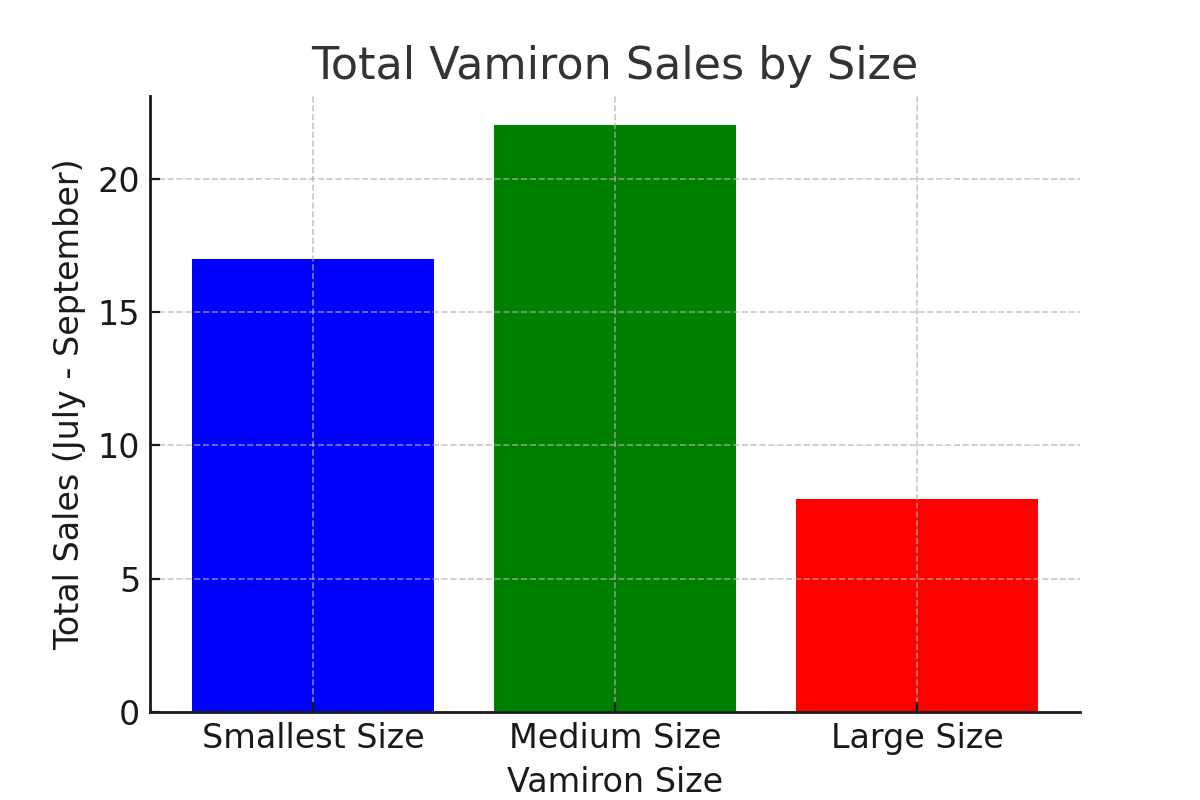 Total Vamiron Sales by Size
Total Sales (July - September)
20
15
10
5
0
Smallest Size
Medium Size
Large Size
Vamiron Size